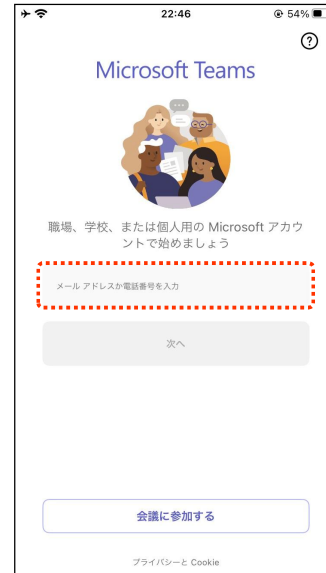 22:46
54%
?
Microsoft Teams
職場、学校、または個人用の Microsoft アカウ
ントで始めましょう
メール アドレスか電話番号を入力
次へ
会議に参加する
プライバシーと Cookie